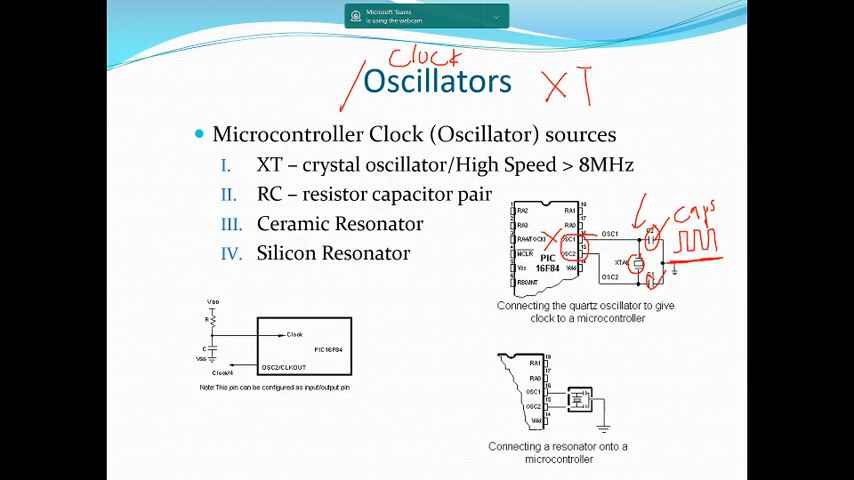 Microsoft Teams
is using the webcam
Clock
Oscillators XT
• Microcontroller Clock (Oscillator) sources
I. XT – crystal oscillator/High Speed > 8MHz
II. RC – resistor capacitor pair
III. Ceramic Resonator
IV. Silicon Resonator
caps
RA2 RA1
RA3 RA0
RA4/TOCKI OSC1 OSC1
MCLR OSC2
Vss PIC Vdd XTAL
16F84 OSC2 C1
RB0/INT
Connecting the quartz oscillator to give
clock to a microcontroller
VDD
R
Clock
C PIC16F84
Vss
OSC2/CLKOUT
Clock/4
Note: This pin can be configured as input/output pin
RA1
RA0
OSC1
OSC2
Vdd
Connecting a resonator onto a
microcontroller